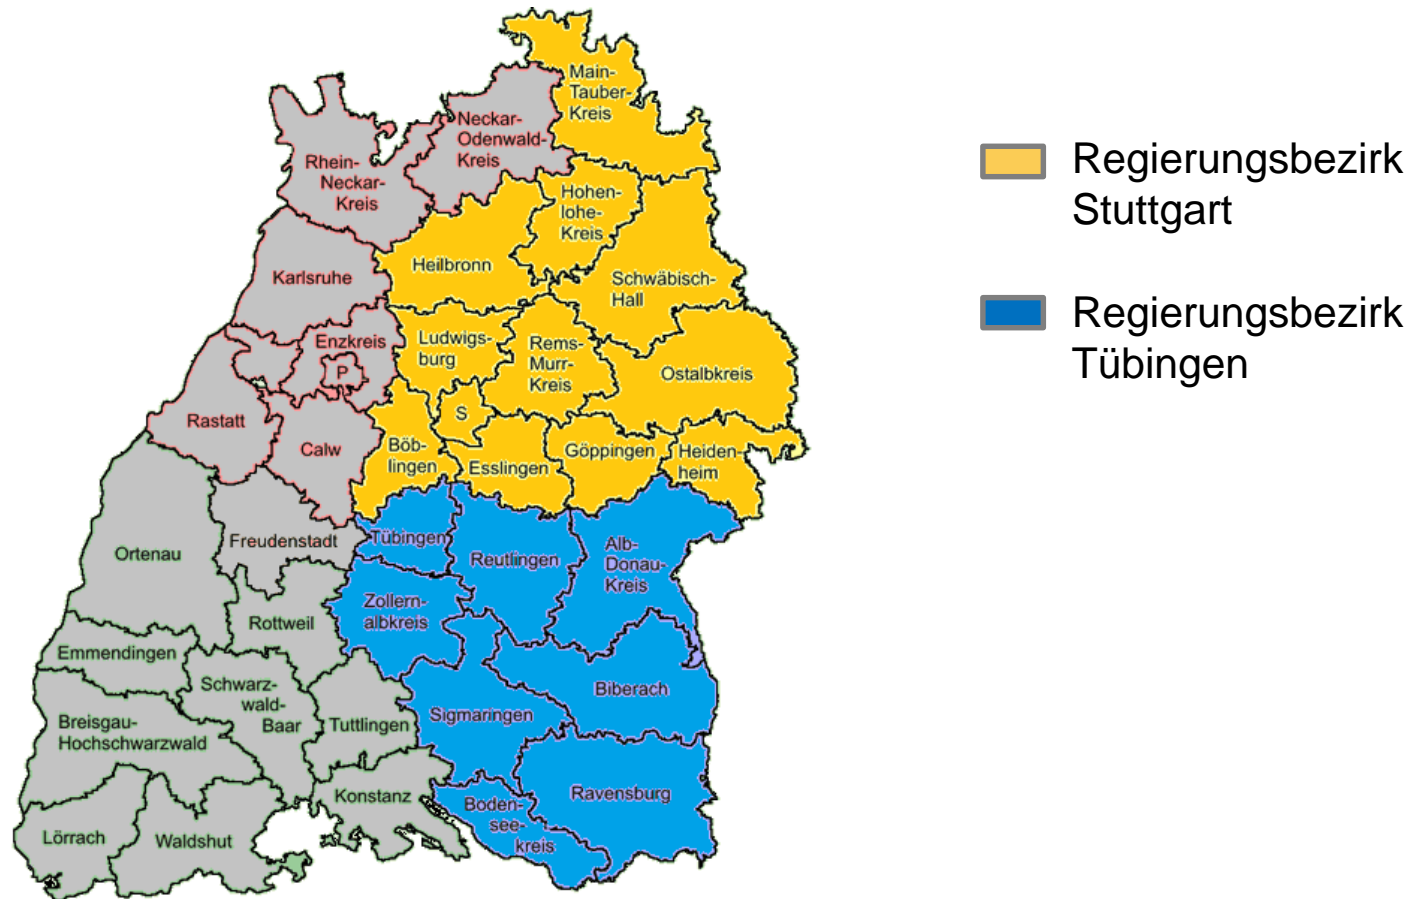 Main-
Tauber-
Kreis
Neckar-
Odenwald-
Kreis
Rhein-
Neckar-
Kreis
Hohen-
lohe-
Kreis
Heilbronn
Karlsruhe
Schwäbisch-
Hall
Enzkreis
P
Ludwigs-
burg
Rems-
Murr-
Kreis
Ostalbkreis
Rastatt
Calw
S
Böb-
lingen
Esslingen
Göppingen
Heiden-
heim
Ortenau
Freudenstadt
Tübingen
Reutlingen
Alb-
Donau-
Kreis
Zollern-
albkreis
Rottweil
Emmendingen
Schwarz-
wald-
Baar
Breisgau-
Hochschwarzwald
Tuttlingen
Sigmaringen
Biberach
Konstanz
Ravensburg
Boden-
see-
kreis
Lörrach
Waldshut
Regierungsbezirk
Stuttgart
Regierungsbezirk
Tübingen